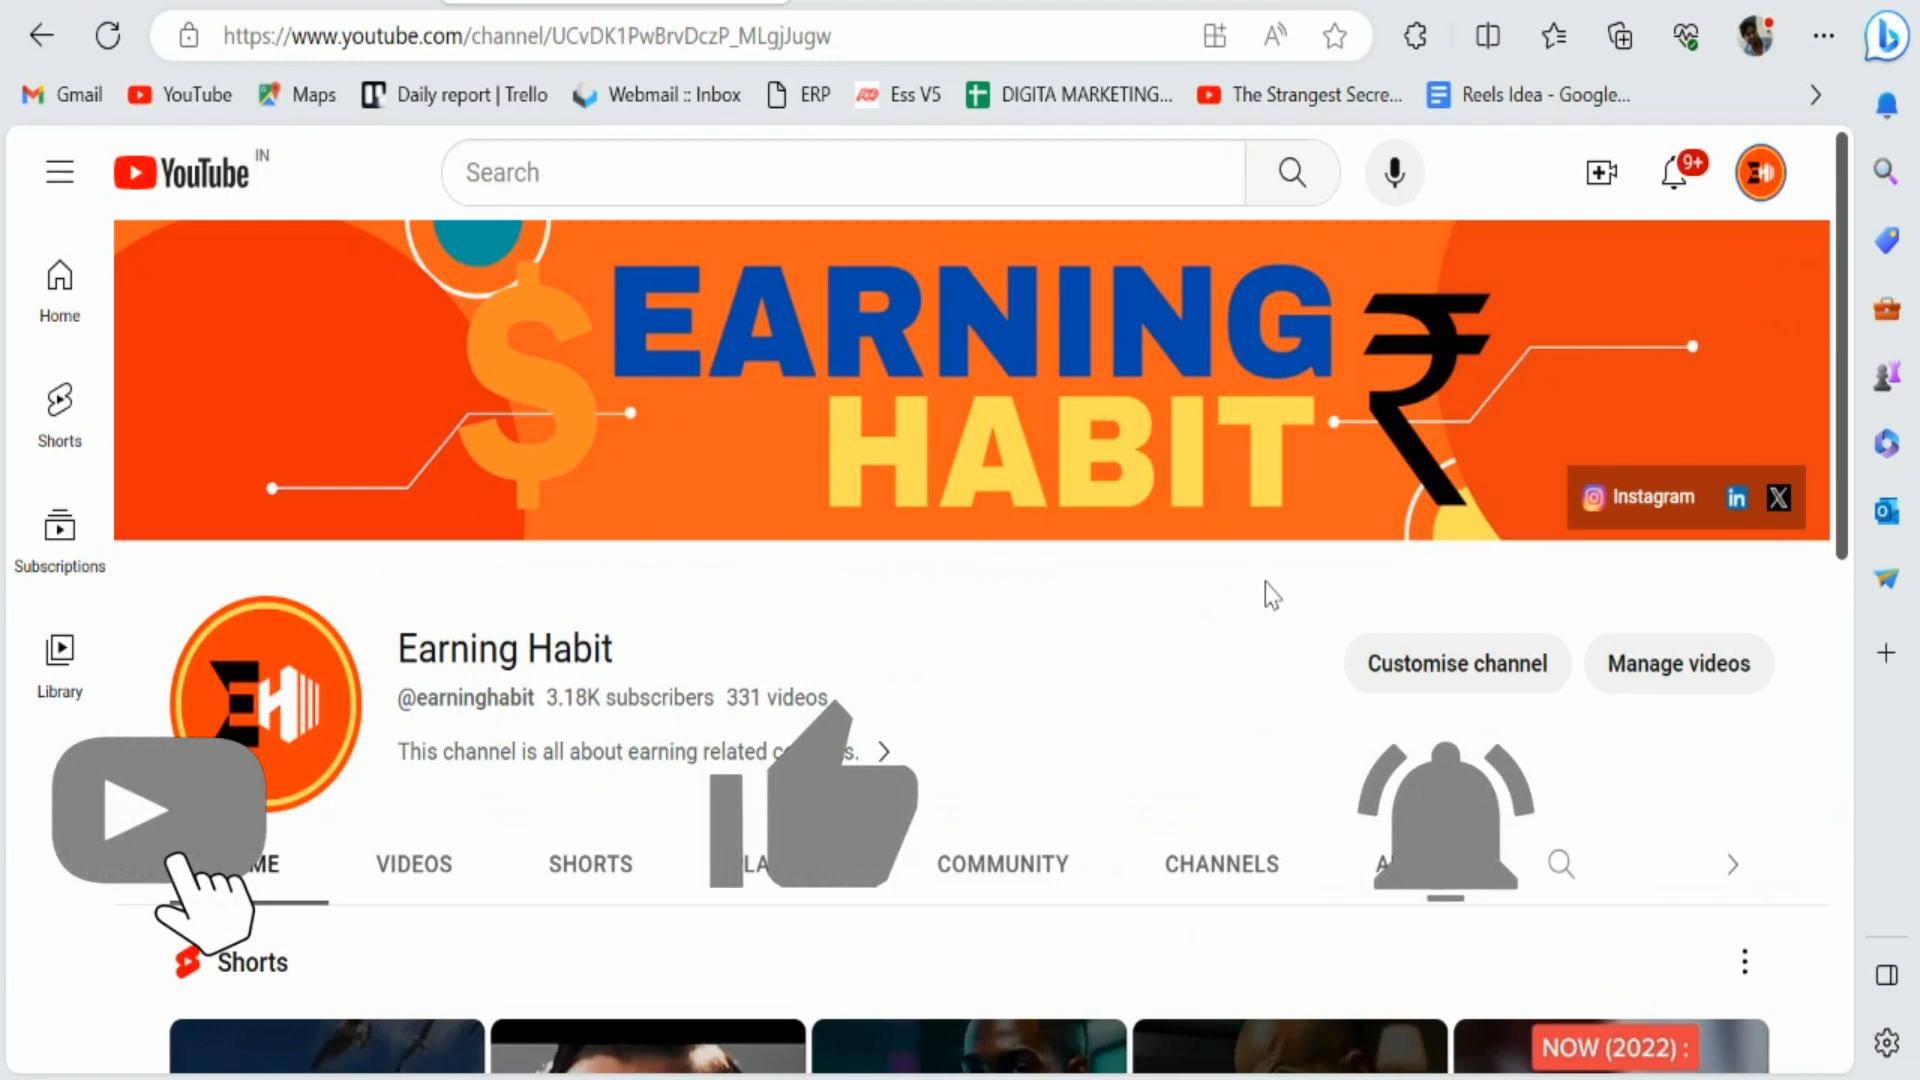 https://www.youtube.com/channel/UCvDK1PwBrvDczP_MLgjJugw
Gmail YouTube Maps Daily report | Trello Webmail :: Inbox ERP Ess V5 DIGITA MARKETING... The Strangest Secre... Reels Idea - Google...
YouTube IN Search 9+
EARNING
HABIT
Instagram
Home
Shorts
Subscriptions
Library
Earning Habit
Customise channel Manage videos
@earninghabit 3.18K subscribers 331 videos
This channel is all about earning related
VIDEOS SHORTS COMMUNITY CHANNELS
Shorts
NOW (2022) :